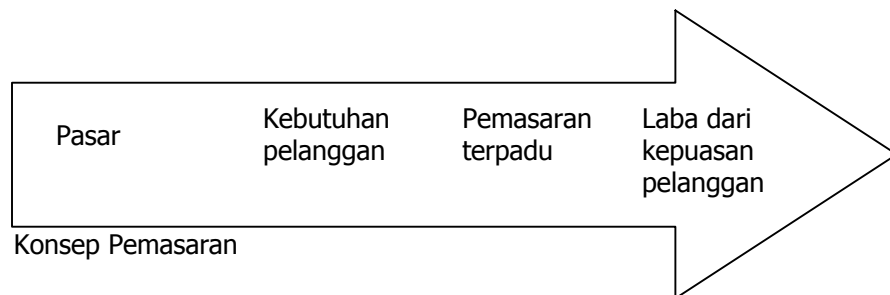 Pasar
Kebutuhan
pelanggan
Pemasaran
terpadu
Laba dari
kepuasan
pelanggan
Konsep Pemasaran